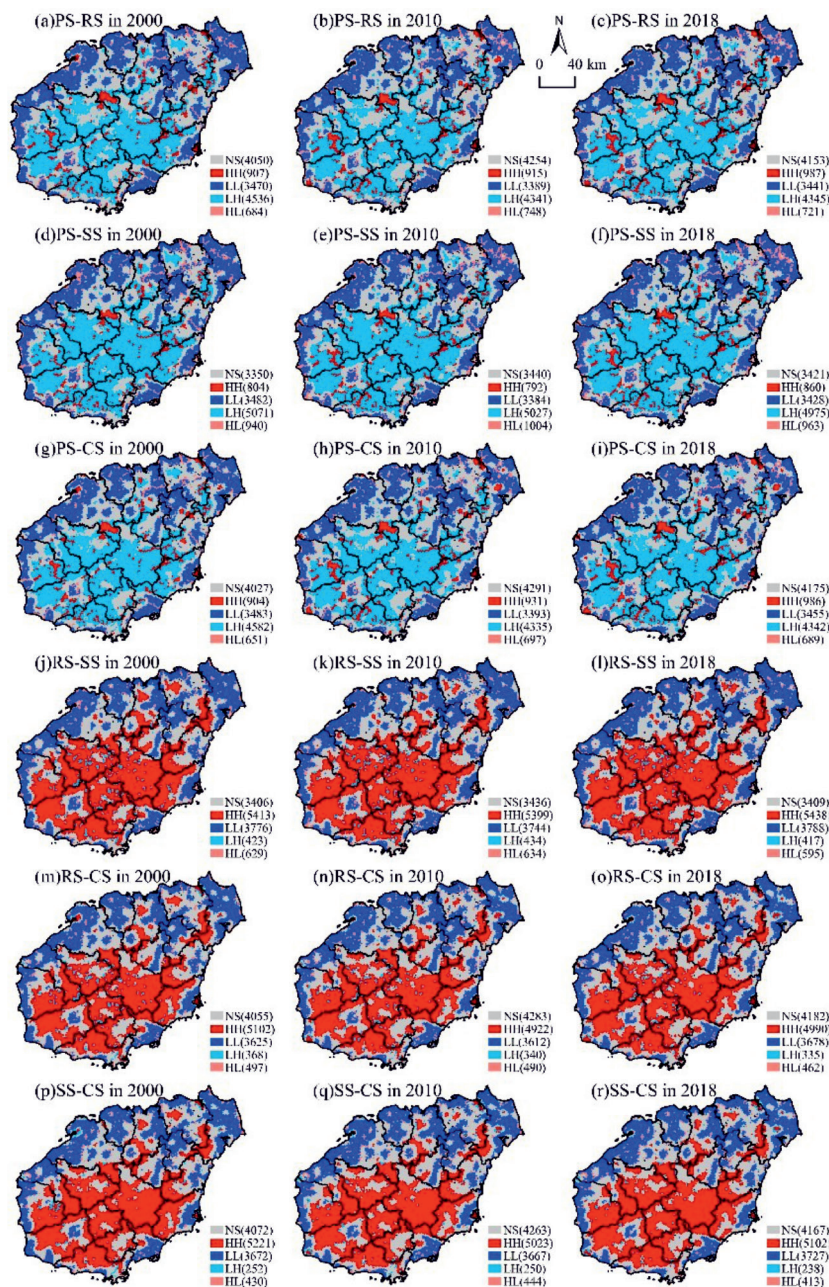 (a)PS-RS in 2000
(b)PS-RS in 2010
(c)PS-RS in 2018
N
0 40 km
NS(4050)
HH(907)
LL(3470)
LH(4536)
HL(684)
NS(4254)
HH(915)
LL(3389)
LH(4341)
HL(748)
NS(4153)
HH(987)
LL(3441)
LH(4345)
HL(721)
(d)PS-SS in 2000
(e)PS-SS in 2010
(f)PS-SS in 2018
NS(3350)
HH(804)
LL(3482)
LH(5071)
HL(940)
NS(3440)
HH(792)
LL(3384)
LH(5027)
HL(1004)
NS(3421)
HH(860)
LL(3428)
LH(4975)
HL(963)
(g)PS-CS in 2000
(h)PS-CS in 2010
(i)PS-CS in 2018
NS(4027)
HH(904)
LL(3483)
LH(4582)
HL(651)
NS(4291)
HH(931)
LL(3393)
LH(4335)
HL(697)
NS(4175)
HH(986)
LL(3455)
LH(4342)
HL(689)
(j)RS-SS in 2000
(k)RS-SS in 2010
(l)RS-SS in 2018
NS(3406)
HH(5413)
LL(3776)
LH(423)
HL(629)
NS(3436)
HH(5399)
LL(3744)
LH(434)
HL(634)
NS(3409)
HH(5438
LL(3788)
LH(417)
HL(595)
(m)RS-CS in 2000
(n)RS-CS in 2010
(o)RS-CS in 2018
NS(4055)
HH(5102)
LL(3625)
LH(368)
HL(497)
NS(4283)
HH(4922)
LL(3612)
LH(340)
HL(490)
NS(4182)
HH(4990)
LL(3678)
LH(335)
HL(462)
(p)SS-CS in 2000
(q)SS-CS in 2010
(r)SS-CS in 2018
NS(4072)
HH(5221)
LL(3672)
LH(252)
HL(430)
NS(4263)
HH(5023)
LL(3667)
LH(250)
HL(444)
NS(4167)
HH(5102
LL(3727)
LH(238)
HL(413)